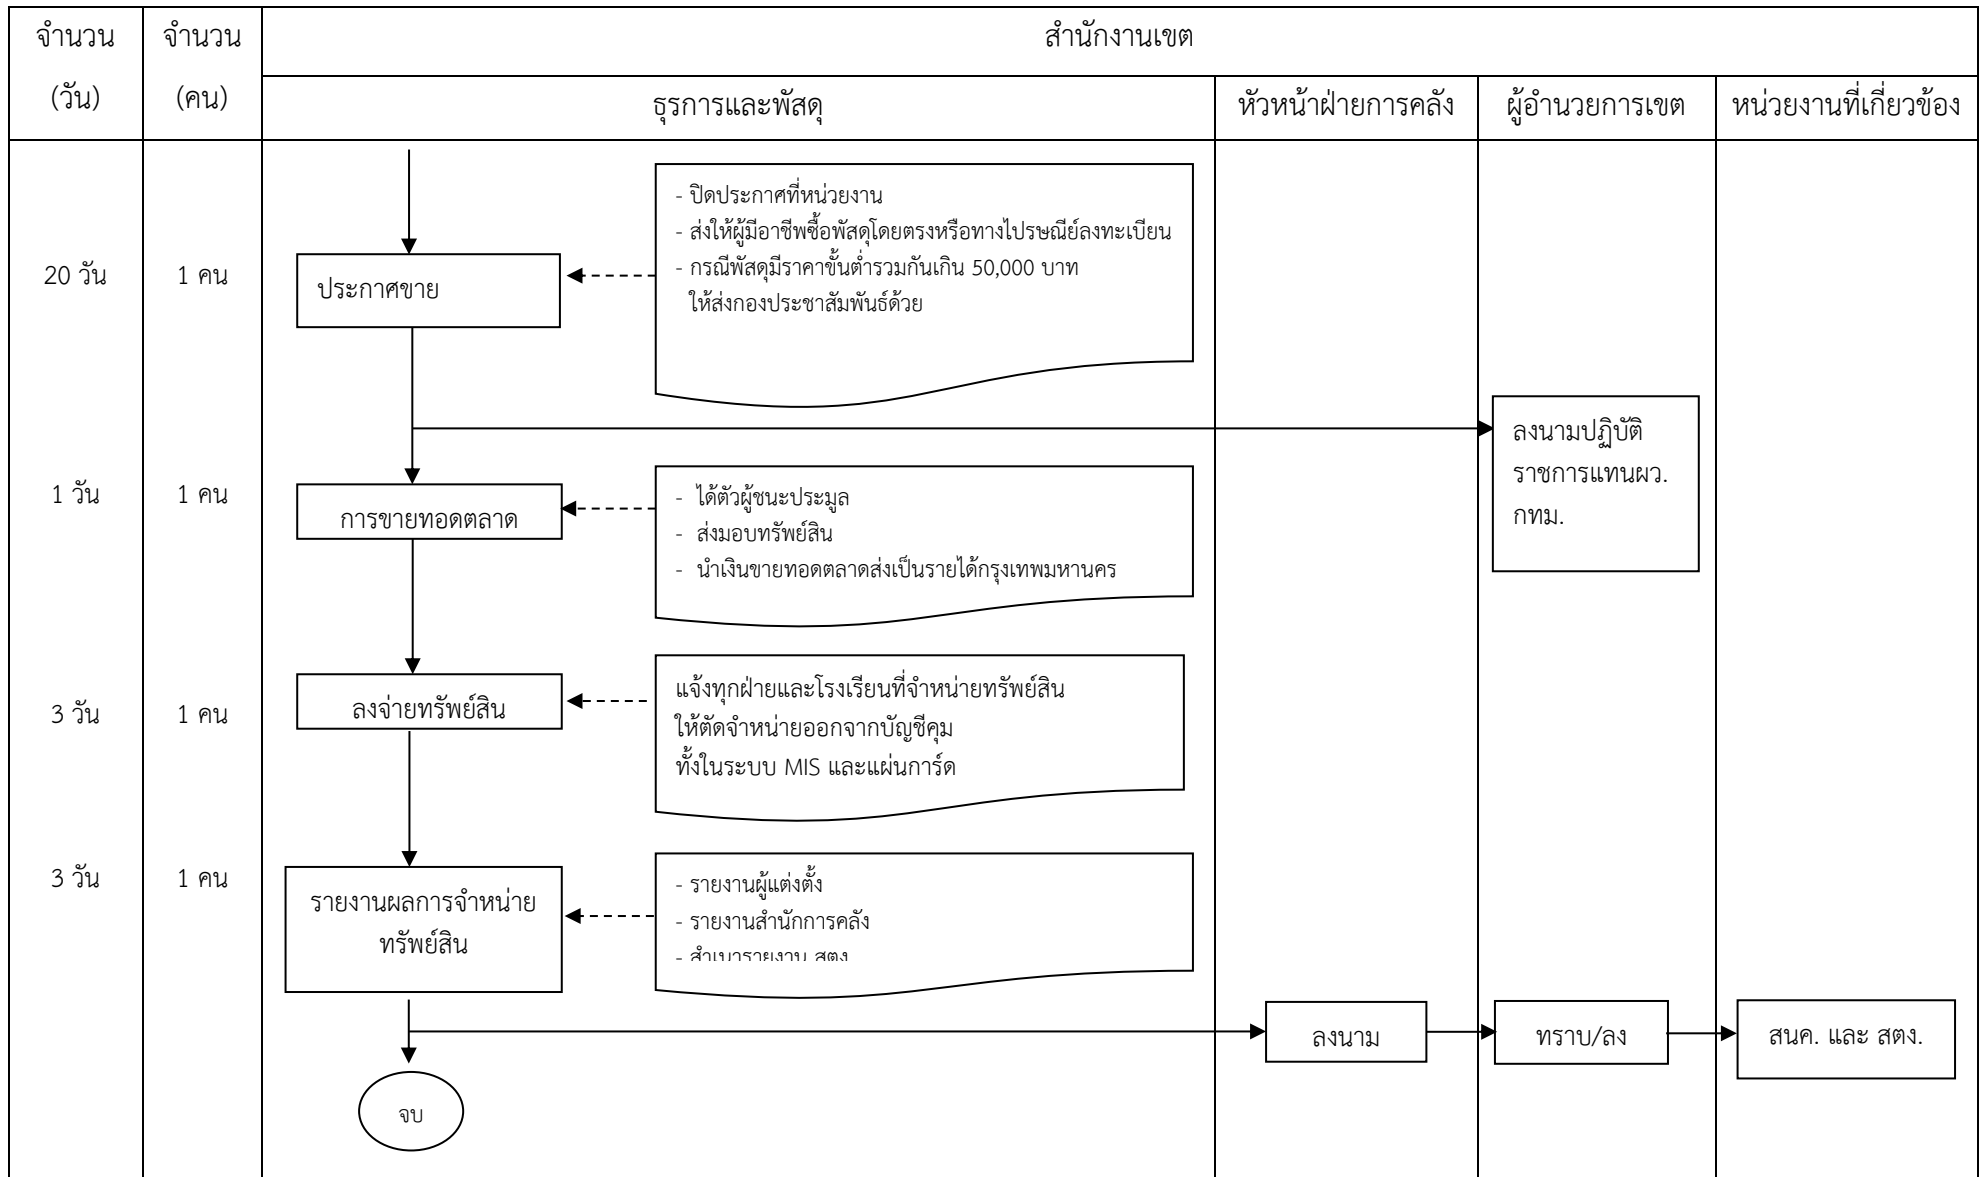 จำนวน
(วัน)
จำนวน
(คน)
สำนักงานเขต
ธุรการและพัสดุ
หัวหน้าฝ่ายการคลัง
ผู้อำนวยการเขต
หน่วยงานที่เกี่ยวข้อง
20 วัน
1 คน
ประกาศขาย
- ปิดประกาศที่หน่วยงาน
- ส่งให้ผู้มีอาชีพซื้อพัสดุโดยตรงหรือทางไปรษณีย์ลงทะเบียน
- กรณีพัสดุมีราคาขั้นต่ำรวมกันเกิน 50,000 บาท
ให้ส่งกองประชาสัมพันธ์ด้วย
ลงนามปฏิบัติ
ราชการแทนผว.
กทม.
1 วัน
1 คน
การขายทอดตลาด
- ได้ตัวผู้ชนะประมูล
- ส่งมอบทรัพย์สิน
- นำเงินขายทอดตลาดส่งเป็นรายได้กรุงเทพมหานคร
3 วัน
1 คน
ลงจ่ายทรัพย์สิน
แจ้งทุกฝ่ายและโรงเรียนที่จำหน่ายทรัพย์สิน
ให้ตัดจำหน่ายออกจากบัญชีคุม
ทั้งในระบบ MIS และแผ่นการ์ด
3 วัน
1 คน
รายงานผลการจำหน่าย
ทรัพย์สิน
- รายงานผู้แต่งตั้ง
- รายงานสำนักการคลัง
- สำเนารายงาน สตง
ลงนาม
ทราบ/ลง
สนค. และ สตง.
จบ